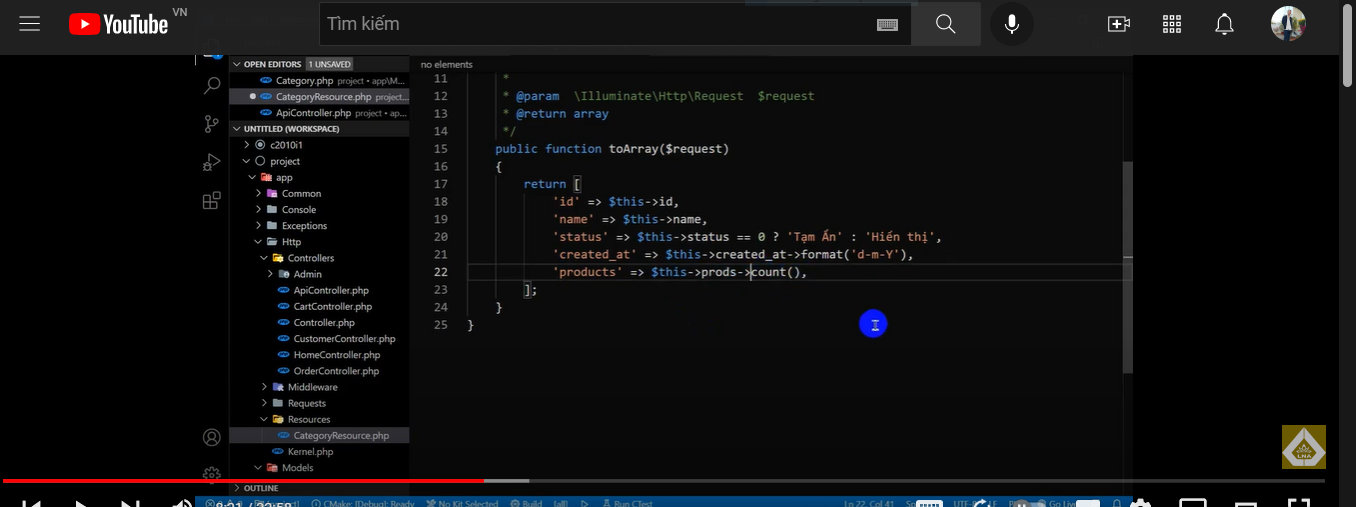 YouTube VN
Tìm kiếm
OPEN EDITORS 1 UNSAVED
Category.php project • app\M...
CategoryResource.php project...
ApiController.php project • ap...
UNTITLED (WORKSPACE)
c2010i1
project
app
Common
Console
Exceptions
Http
Controllers
Admin
ApiController.php
CartController.php
Controller.php
CustomerController.php
HomeController.php
OrderController.php
Middleware
Requests
Resources
CategoryResource.php
Kernel.php
Models
OUTLINE
no elements
11 *
12 * @param \Illuminate\Http\Request $request
13 * @return array
14 */
15 public function toArray($request)
16 {
17 return [
18 'id' => $this->id,
19 'name' => $this->name,
20 'status' => $this->status == 0 ? 'Tạm Ẩn' : 'Hiển thị',
21 'created_at' => $this->created_at->format('d-m-Y'),
22 'products' => $this->prods->count(),
23 ];
24 }
25 }
LNA
8:21 / 22:58
CMake: [Debug]: Ready No Kit Selected Build [all] Run CTest Ln 22, Col 41 Go Live